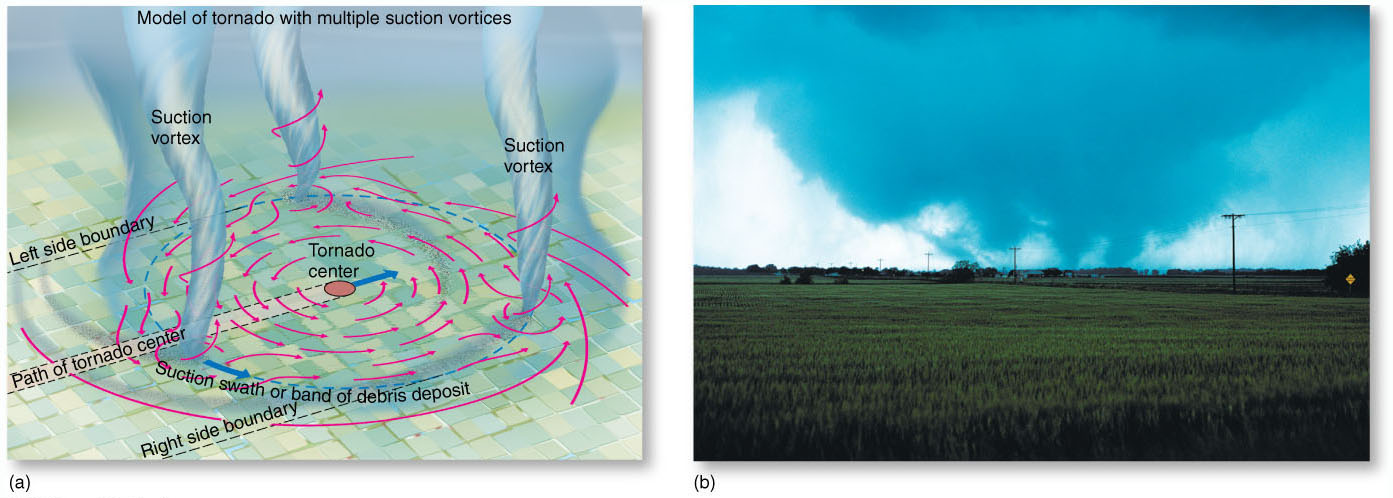 Model of tornado with multiple suction vortices
Suction
vortex
Suction
vortex
Left side boundary
Tornado
center
Path of tornado center
Suction swath or band of debris deposit
Right side boundary
(a)
(b)